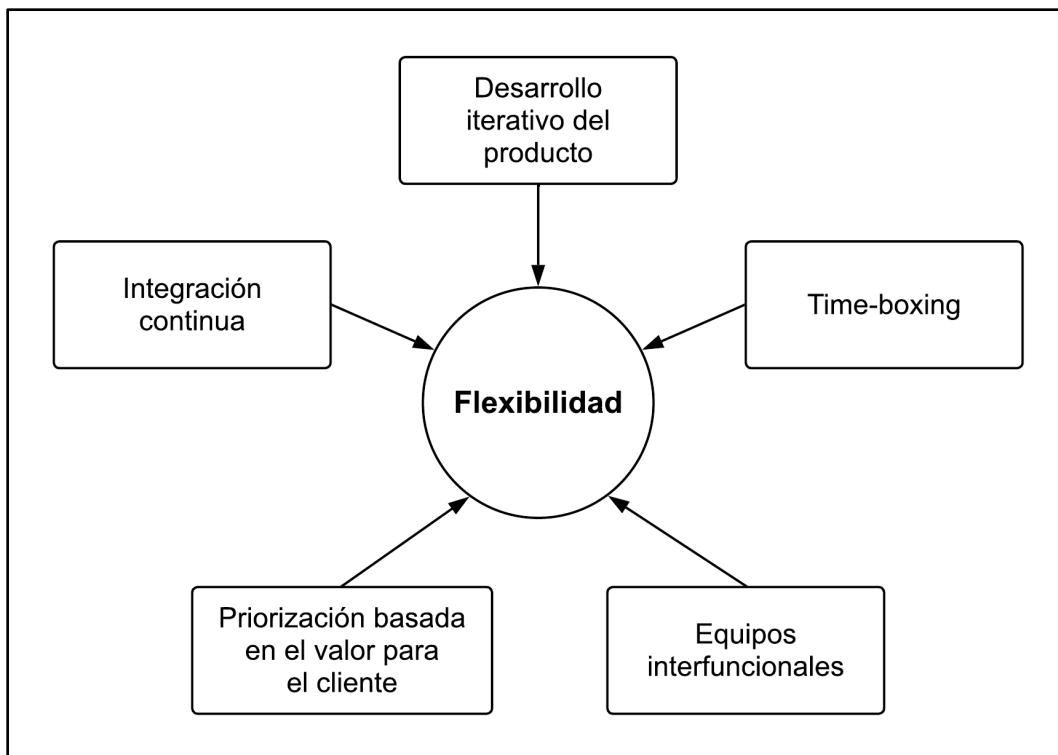 Desarrollo
iterativo del
producto
Integración
continua
Time-boxing
Flexibilidad
Priorización basada
en el valor para
el cliente
Equipos
interfuncionales